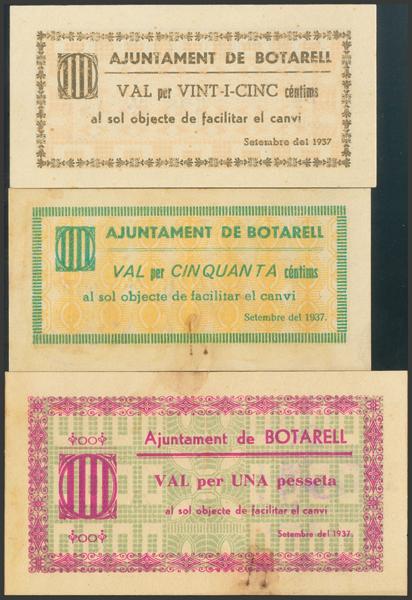 AJUNTAMENT DE BOTARELL
VAL per VINT-I-CINC céntims
al sol objecte de facilitar el canvi
Setembre del 1937
AJUNTAMENT DE BOTARELL
VAL per CINQUANTA céntims
al sol objecte de facilitar el canvi
Setembre del 1937.
Ajuntament de BOTARELL
VAL per UNA pesseta
al sol objecte de facilitar el canvi
Setembre del 1937.